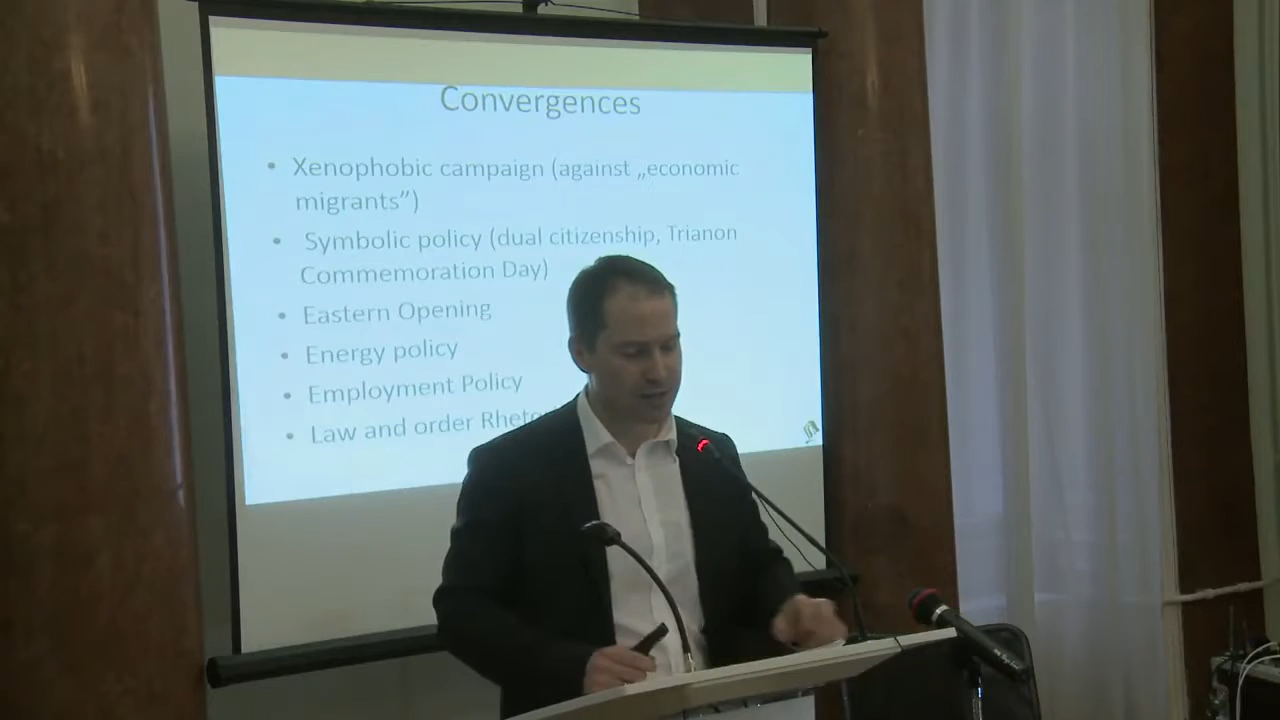 Convergences
• Xenophobic campaign (against „economic
migrants”)
• Symbolic policy (dual citizenship, Trianon
Commemoration Day)
• Eastern Opening
• Energy policy
• Employment Policy
• Law and order